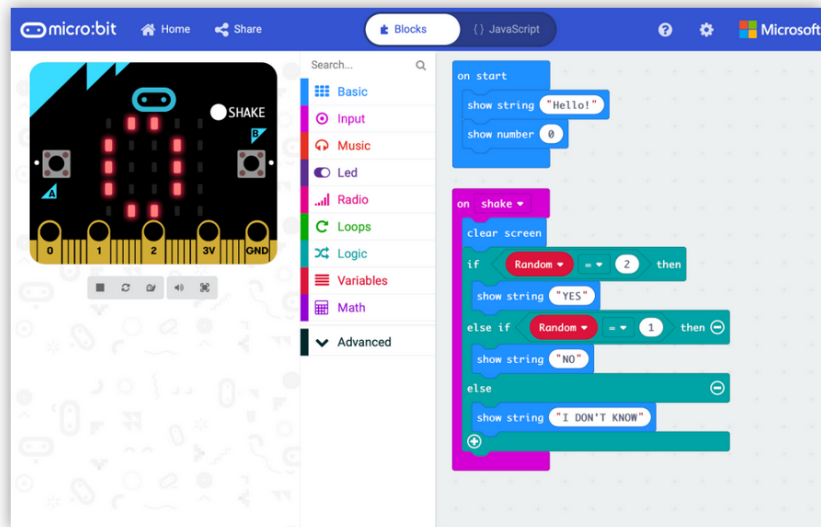 micro:bit Home Share Blocks {} JavaScript Microsoft
SHAKE
B
A
0 1 2 3V GND
Search...
Basic
Input
Music
Led
Radio
Loops
Logic
Variables
Math
Advanced
on start
show string "Hello!"
show number 0
on shake
clear screen
if Random = 2 then
show string "YES"
else if Random = 1 then
show string "NO"
else
show string "I DON'T KNOW"